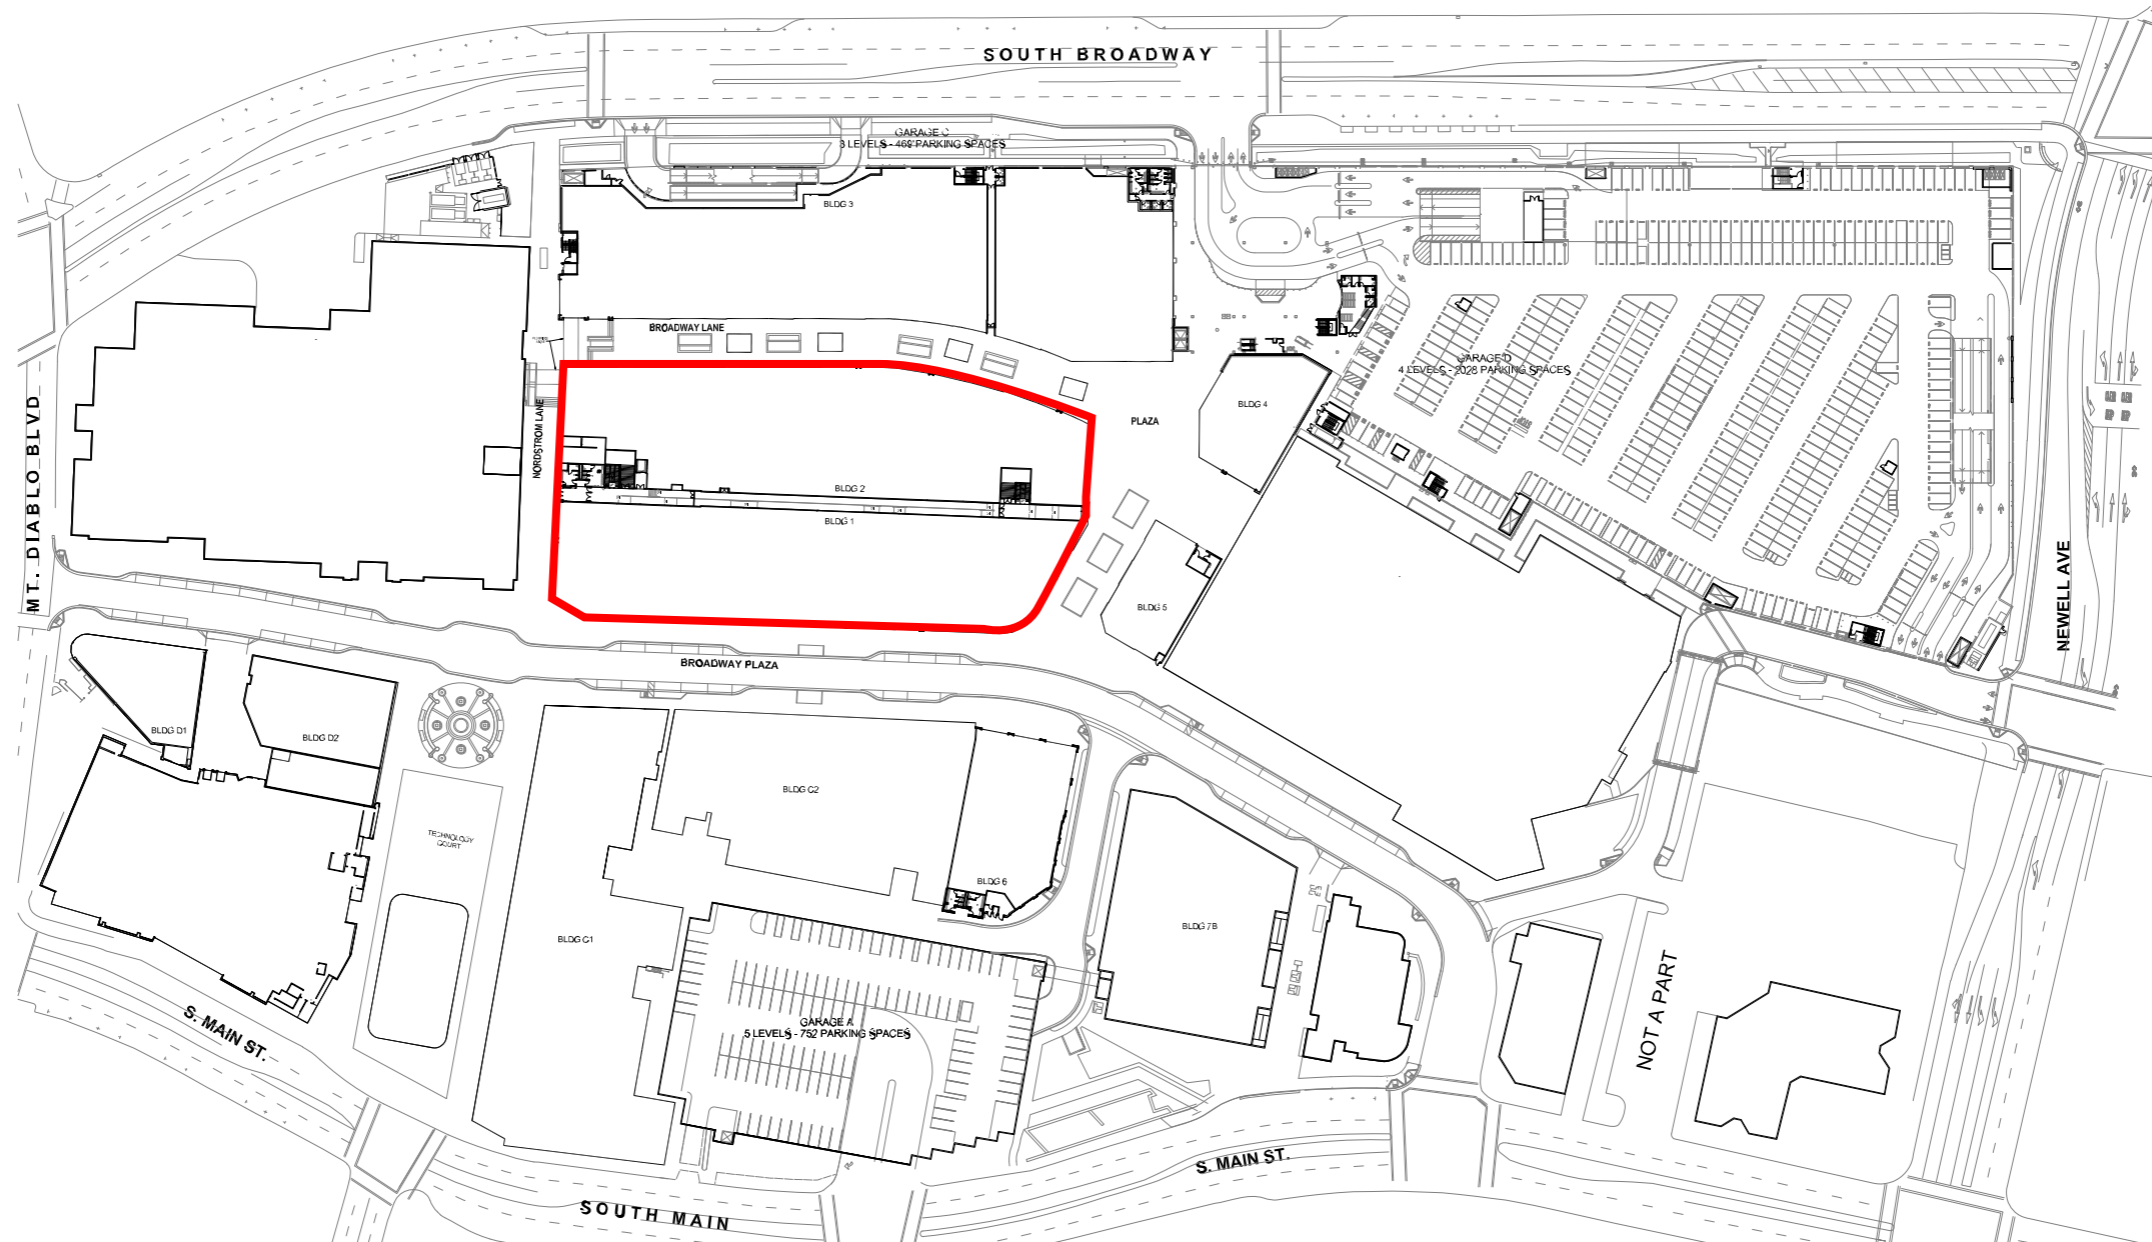 SOUTH BROADWAY
GARAGE C
3 LEVELS - 469 PARKING SPACES
BLDG 3
BROADWAY LANE
GARAGE D
4 LEVELS - 2028 PARKING SPACES
BLDG 4
PLAZA
MT. DIABLO BLVD
NORDSTROM LANE
BLDG 2
BLDG 1
BLDG 5
NEWELL AVE
BROADWAY PLAZA
BLDG D1
BLDG D2
BLDG C2
TECHNOLOGY
COURT
BLDG 6
BLDG C1
BLDG 7B
NOT A PART
GARAGE A
5 LEVELS - 752 PARKING SPACES
S. MAIN ST.
S. MAIN ST.
SOUTH MAIN